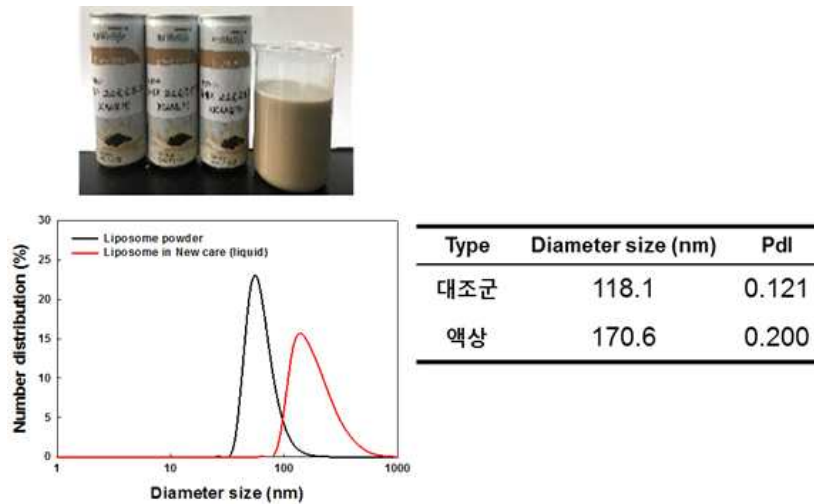 Number distribution (%)
30
25
20
15
10
5
0
Liposome powder
Liposome in New care (liquid)
1 10 100 1000
Diameter size (nm)
Type Diameter size (nm) PdI
대조군 118.1 0.121
액상 170.6 0.200